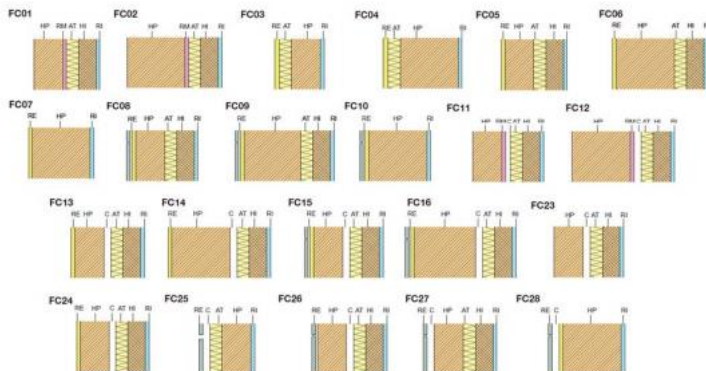 FC01 FC02 FC03 FC04 FC05 FC06
HP RM AT HI RI HP RM AT HI RI RE AT HP RI RE AT HP RI RE HP AT HI RI RE HP AT HI
FC07 FC08 FC09 FC10 FC11 FC12
RE HP RI RE HP AT HI RI RE HP AT HI RI RE HP RI HP RM C AT HI RI HP RM C AT HI RI
FC13 FC14 FC15 FC16 FC23
RE HP C AT HI RI RE HP C AT HI RI RE HP C AT HI RI RE HP C AT HI RI HP C AT HI RI
FC24 FC25 FC26 FC27 FC28
RE HP C AT HI RI RE C AT HP RI RE HP C AT HI RI RE C HP AT HI RI RE C HP RI